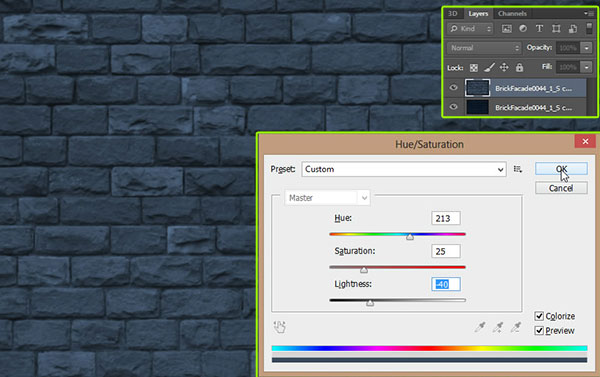 3D Layers Channels
Kind
Normal Opacity: 100%
Lock: Fill: 100%
BrickFacade0044_1_S c...
BrickFacade0044_1_S c...
Hue/Saturation
Preset: Custom OK
Cancel
Master
Hue: 213
Saturation: 25
Lightness: -40
Colorize
Preview